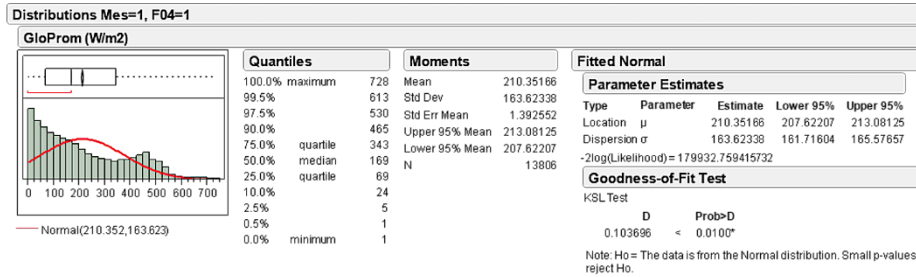 Distributions Mes=1, F04=1
GloProm (W/m2)
0 100 200 300 400 500 600 700
Normal(210.352,163.623)
Quantiles
100.0% maximum 728
99.5% 613
97.5% 530
90.0% 465
75.0% quartile 343
50.0% median 169
25.0% quartile 69
10.0% 24
2.5% 5
0.5% 1
0.0% minimum 1
Moments
Mean 210.35166
Std Dev 163.62338
Std Err Mean 1.392552
Upper 95% Mean 213.08125
Lower 95% Mean 207.62207
N 13806
Fitted Normal
Parameter Estimates
Type Parameter Estimate Lower 95% Upper 95%
Location μ 210.35166 207.62207 213.08125
Dispersion σ 163.62338 161.71604 165.57657
-2log(Likelihood) = 179932.759415732
Goodness-of-Fit Test
KSL Test
D Prob>D
0.103696 < 0.0100*
Note: Ho = The data is from the Normal distribution. Small p-values
reject Ho.